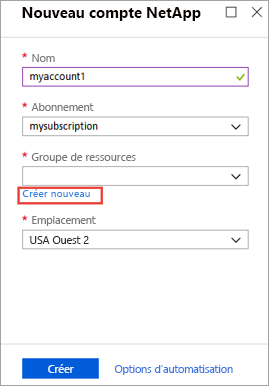 Nouveau compte NetApp
* Nom
myaccount1
* Abonnement
mysubscription
* Groupe de ressources
Créer nouveau
* Emplacement
USA Ouest 2
Créer
Options d'automatisation